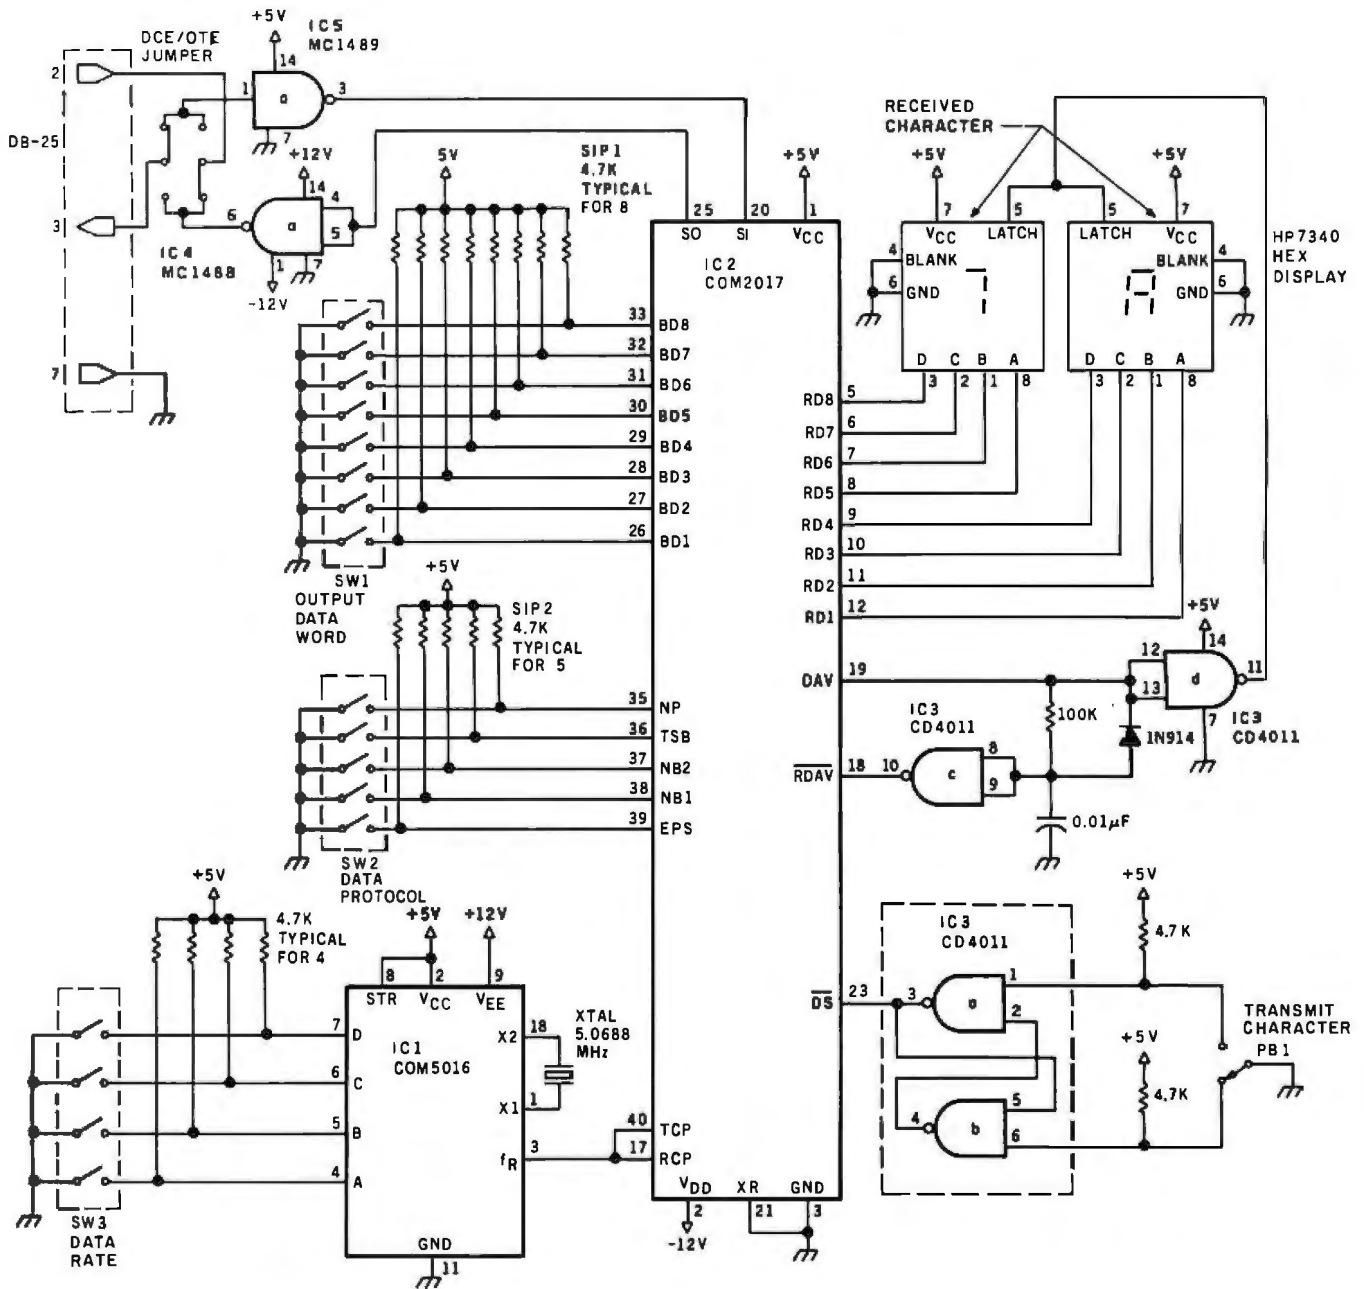 +5V
IC5
MC1489
DCE/OTE
JUMPER
14
2
1
a
3
7
DB-25
+12V
14
4
6
a
5
3
IC4
MC1488
1
7
-12V
7
5V
SIP1
4.7K
TYPICAL
FOR 8
33
32
31
30
29
28
27
26
SW1
OUTPUT
DATA
WORD
+5V
SIP2
4.7K
TYPICAL
FOR 5
35
36
37
38
39
SW2
DATA
PROTOCOL
+5V
4.7K
TYPICAL
FOR 4
SW3
DATA
RATE
+5V
+12V
8
2
9
STR
VCC
VEE
7
D
6
C
5
B
4
A
IC1
COM5016
X2
18
X1
1
fR
3
GND
11
XTAL
5.0688
MHz
+5V
25
20
1
SO
SI
VCC
IC2
COM2017
BD8
BD7
BD6
BD5
BD4
BD3
BD2
BD1
NP
TSB
NB2
NB1
EPS
40
TCP
17
RCP
VDD
XR
GND
2
21
3
-12V
RD8
5
RD7
6
RD6
7
RD5
8
RD4
9
RD3
10
RD2
11
RD1
12
DAV
19
RDAV
18
DS
23
RECEIVED
CHARACTER
+5V
+5V
7
5
5
7
VCC
LATCH
LATCH
VCC
4
BLANK
BLANK
4
6
GND
GND
6
7
A
D
C
B
A
D
C
B
A
3
2
1
8
3
2
1
8
HP7340
HEX
DISPLAY
+5V
14
12
13
d
11
7
IC3
CD4011
100K
1N914
IC3
CD4011
10
c
8
9
0.01µF
+5V
4.7K
IC3
CD4011
3
a
1
2
4
b
5
6
+5V
4.7K
TRANSMIT
CHARACTER
PB1